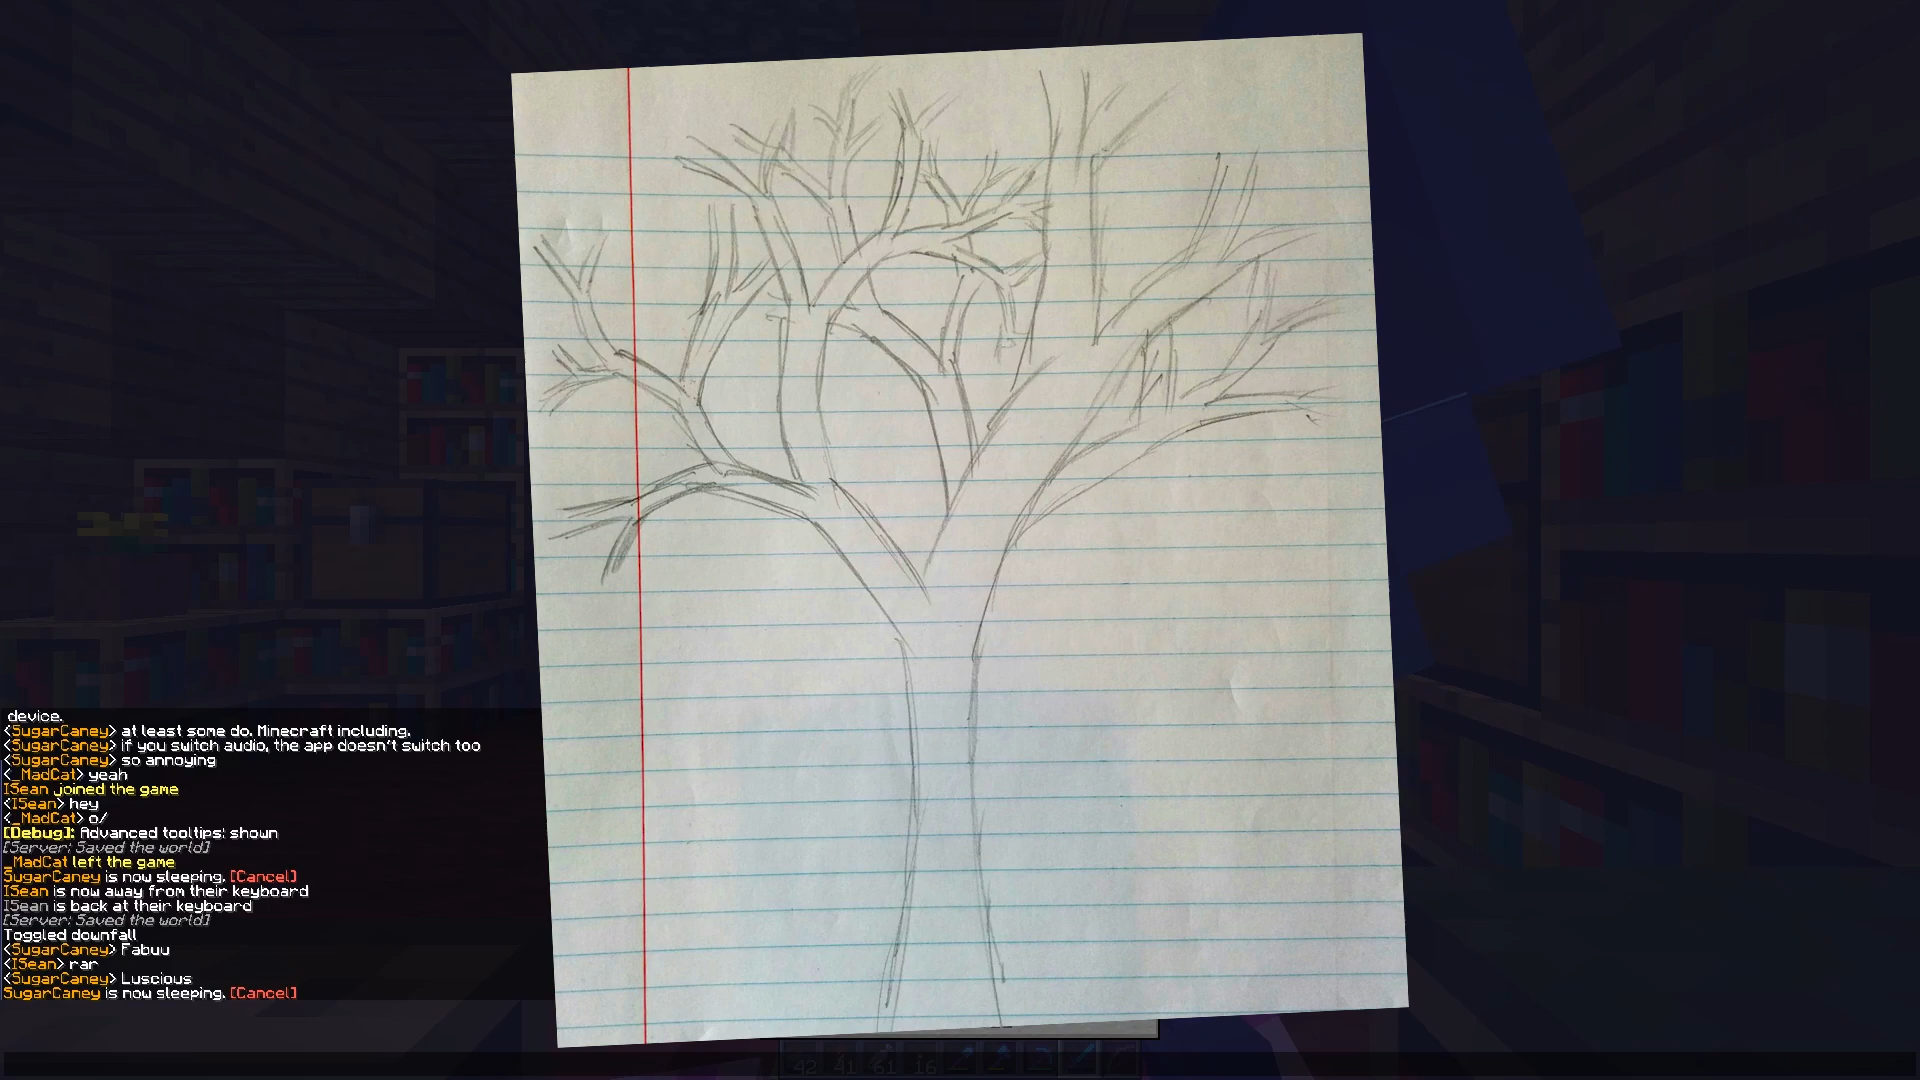 device.
<SugarCaney> at least some do. Minecraft including.
<SugarCaney> if you switch audio, the app doesn't switch too
<SugarCaney> so annoying
<_MadCat> yeah
ISean joined the game
<ISean> hey
<_MadCat> o/
[Debug]: Advanced tooltips: shown
[Server: Saved the world]
_MadCat left the game
SugarCaney is now sleeping. [Cancel]
ISean is now away from their keyboard
ISean is back at their keyboard
[Server: Saved the world]
Toggled downfall
<SugarCaney> Fabuu
<ISean> rar
<SugarCaney> Luscious
SugarCaney is now sleeping. [Cancel]
42 41 61 16